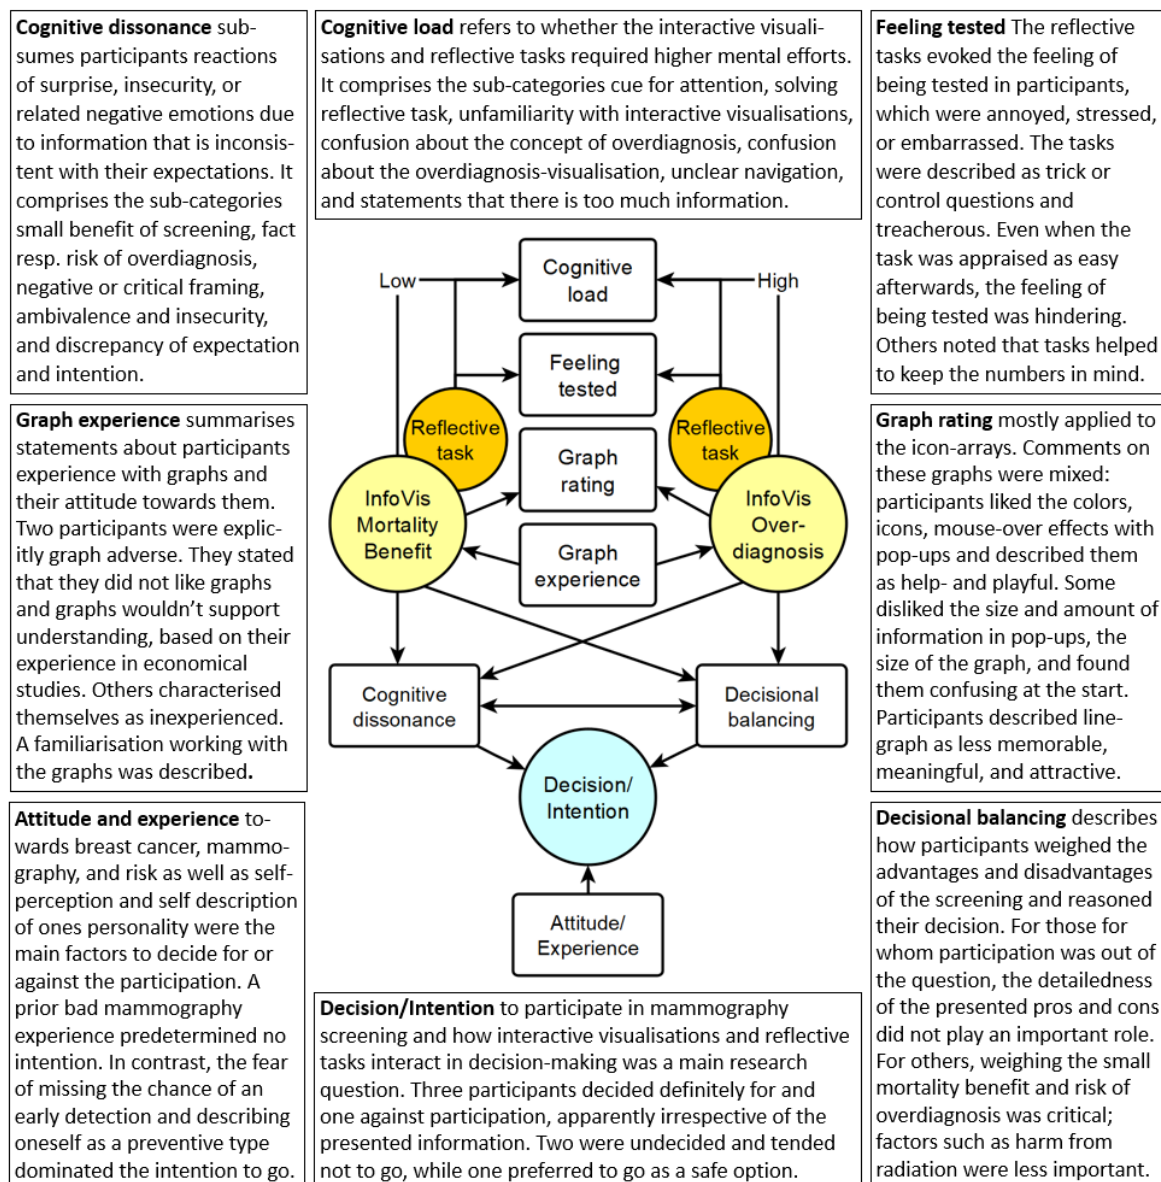 Cognitive dissonance sub-
sumes participants reactions
of surprise, insecurity, or
related negative emotions due
to information that is inconsis-
tent with their expectations. It
comprises the sub-categories
small benefit of screening, fact
resp. risk of overdiagnosis,
negative or critical framing,
ambivalence and insecurity,
and discrepancy of expectation
and intention.
Cognitive load refers to whether the interactive visuali-
sations and reflective tasks required higher mental efforts.
It comprises the sub-categories cue for attention, solving
reflective task, unfamiliarity with interactive visualisations,
confusion about the concept of overdiagnosis, confusion
about the overdiagnosis-visualisation, unclear navigation,
and statements that there is too much information.
Feeling tested The reflective
tasks evoked the feeling of
being tested in participants,
which were annoyed, stressed,
or embarrassed. The tasks
were described as trick or
control questions and
treacherous. Even when the
task was appraised as easy
afterwards, the feeling of
being tested was hindering.
Others noted that tasks helped
to keep the numbers in mind.
Graph experience summarises
statements about participants
experience with graphs and
their attitude towards them.
Two participants were explic-
itly graph adverse. They stated
that they did not like graphs
and graphs wouldn't support
understanding, based on their
experience in economical
studies. Others characterised
themselves as inexperienced.
A familiarisation working with
the graphs was described.
Low
Cognitive
load
High
Feeling
tested
Reflective
task
Reflective
task
Graph
rating
InfoVis
Mortality
Benefit
InfoVis
Over-
diagnosis
Graph
experience
Cognitive
dissonance
Decisional
balancing
Decision/
Intention
Attitude/
Experience
Graph rating mostly applied to
the icon-arrays. Comments on
these graphs were mixed:
participants liked the colors,
icons, mouse-over effects with
pop-ups and described them
as help- and playful. Some
disliked the size and amount of
information in pop-ups, the
size of the graph, and found
them confusing at the start.
Participants described line-
graph as less memorable,
meaningful, and attractive.
Attitude and experience to-
wards breast cancer, mammo-
graphy, and risk as well as self-
perception and self description
of ones personality were the
main factors to decide for or
against the participation. A
prior bad mammography
experience predetermined no
intention. In contrast, the fear
of missing the chance of an
early detection and describing
oneself as a preventive type
dominated the intention to go.
Decision/Intention to participate in mammography
screening and how interactive visualisations and reflective
tasks interact in decision-making was a main research
question. Three participants decided definitely for and
one against participation, apparently irrespective of the
presented information. Two were undecided and tended
not to go, while one preferred to go as a safe option.
Decisional balancing describes
how participants weighed the
advantages and disadvantages
of the screening and reasoned
their decision. For those for
whom participation was out of
the question, the detailedness
of the presented pros and cons
did not play an important role.
For others, weighing the small
mortality benefit and risk of
overdiagnosis was critical;
factors such as harm from
radiation were less important.